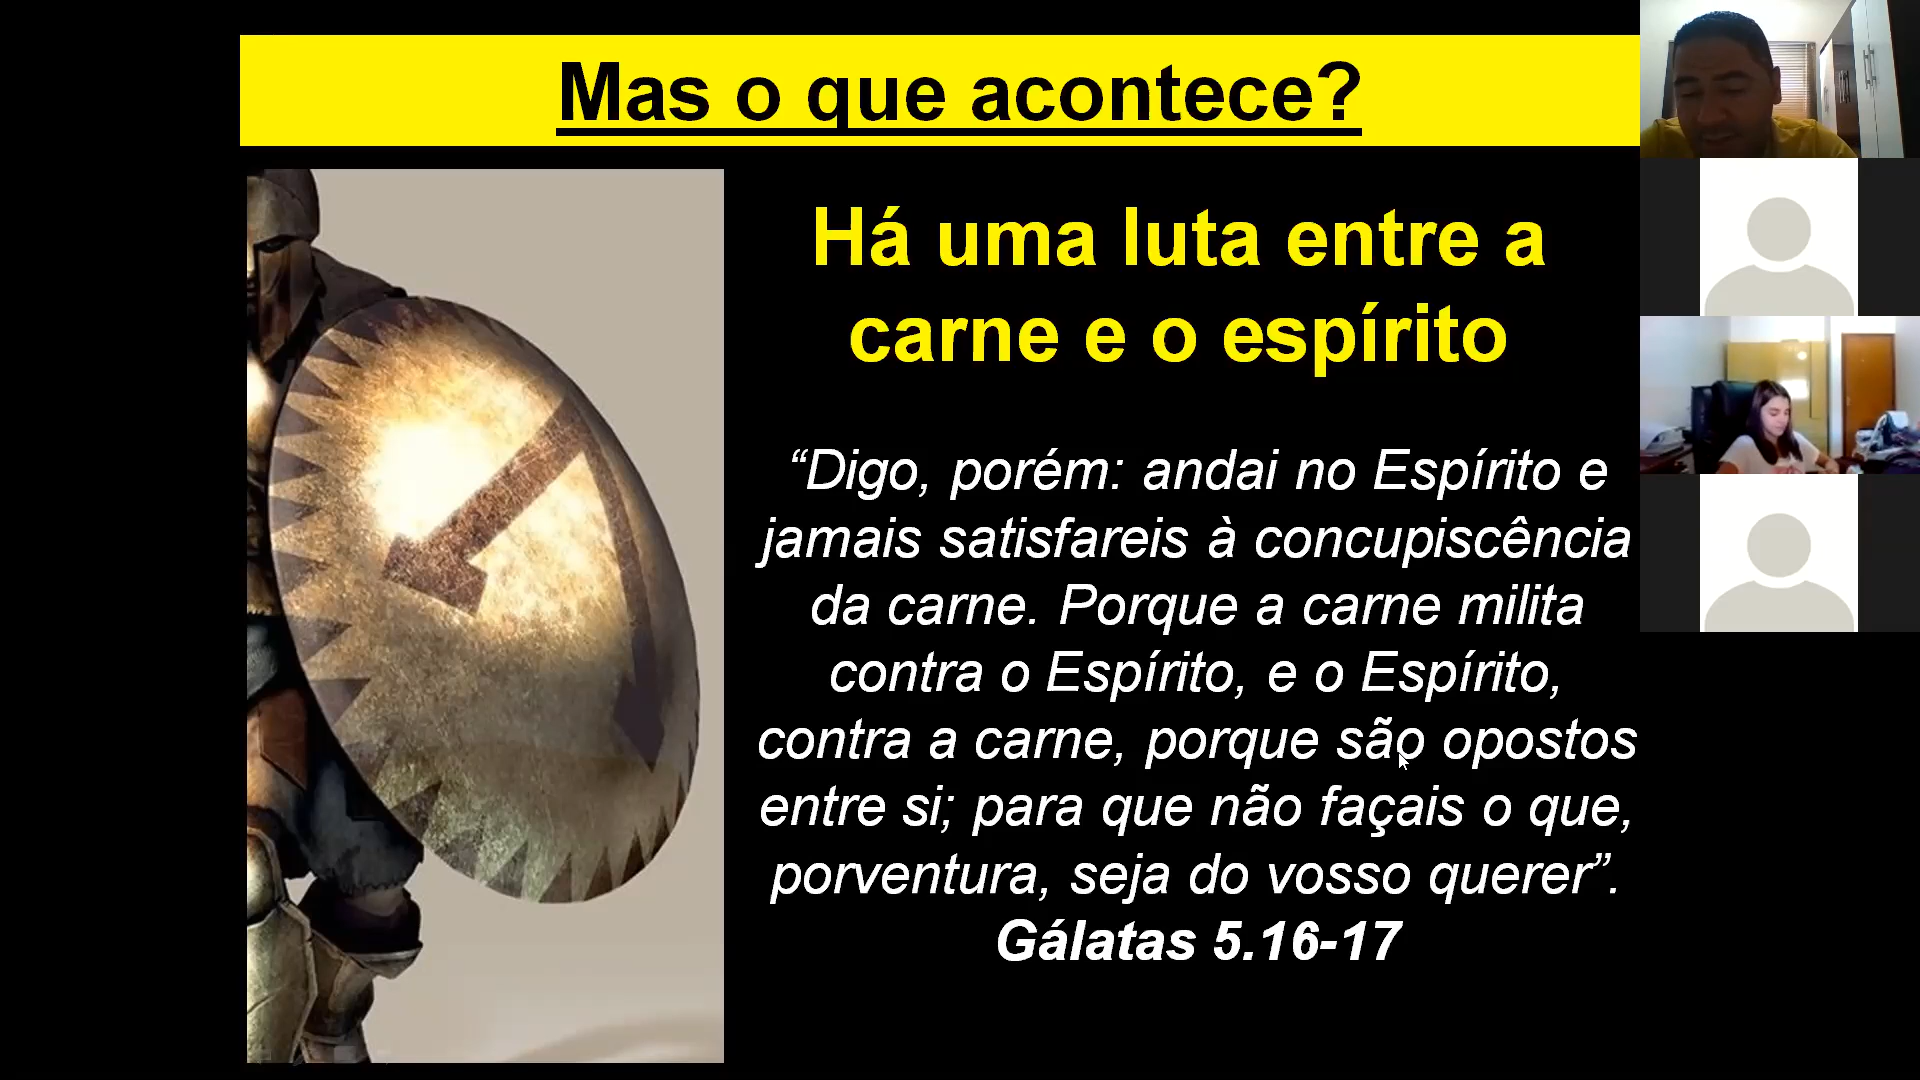 Mas o que acontece?
Há uma luta entre a
carne e o espírito
“Digo, porém: andai no Espírito e
jamais satisfareis à concupiscência
da carne. Porque a carne milita
contra o Espírito, e o Espírito,
contra a carne, porque são opostos
entre si; para que não façais o que,
porventura, seja do vosso querer”.
Gálatas 5.16-17